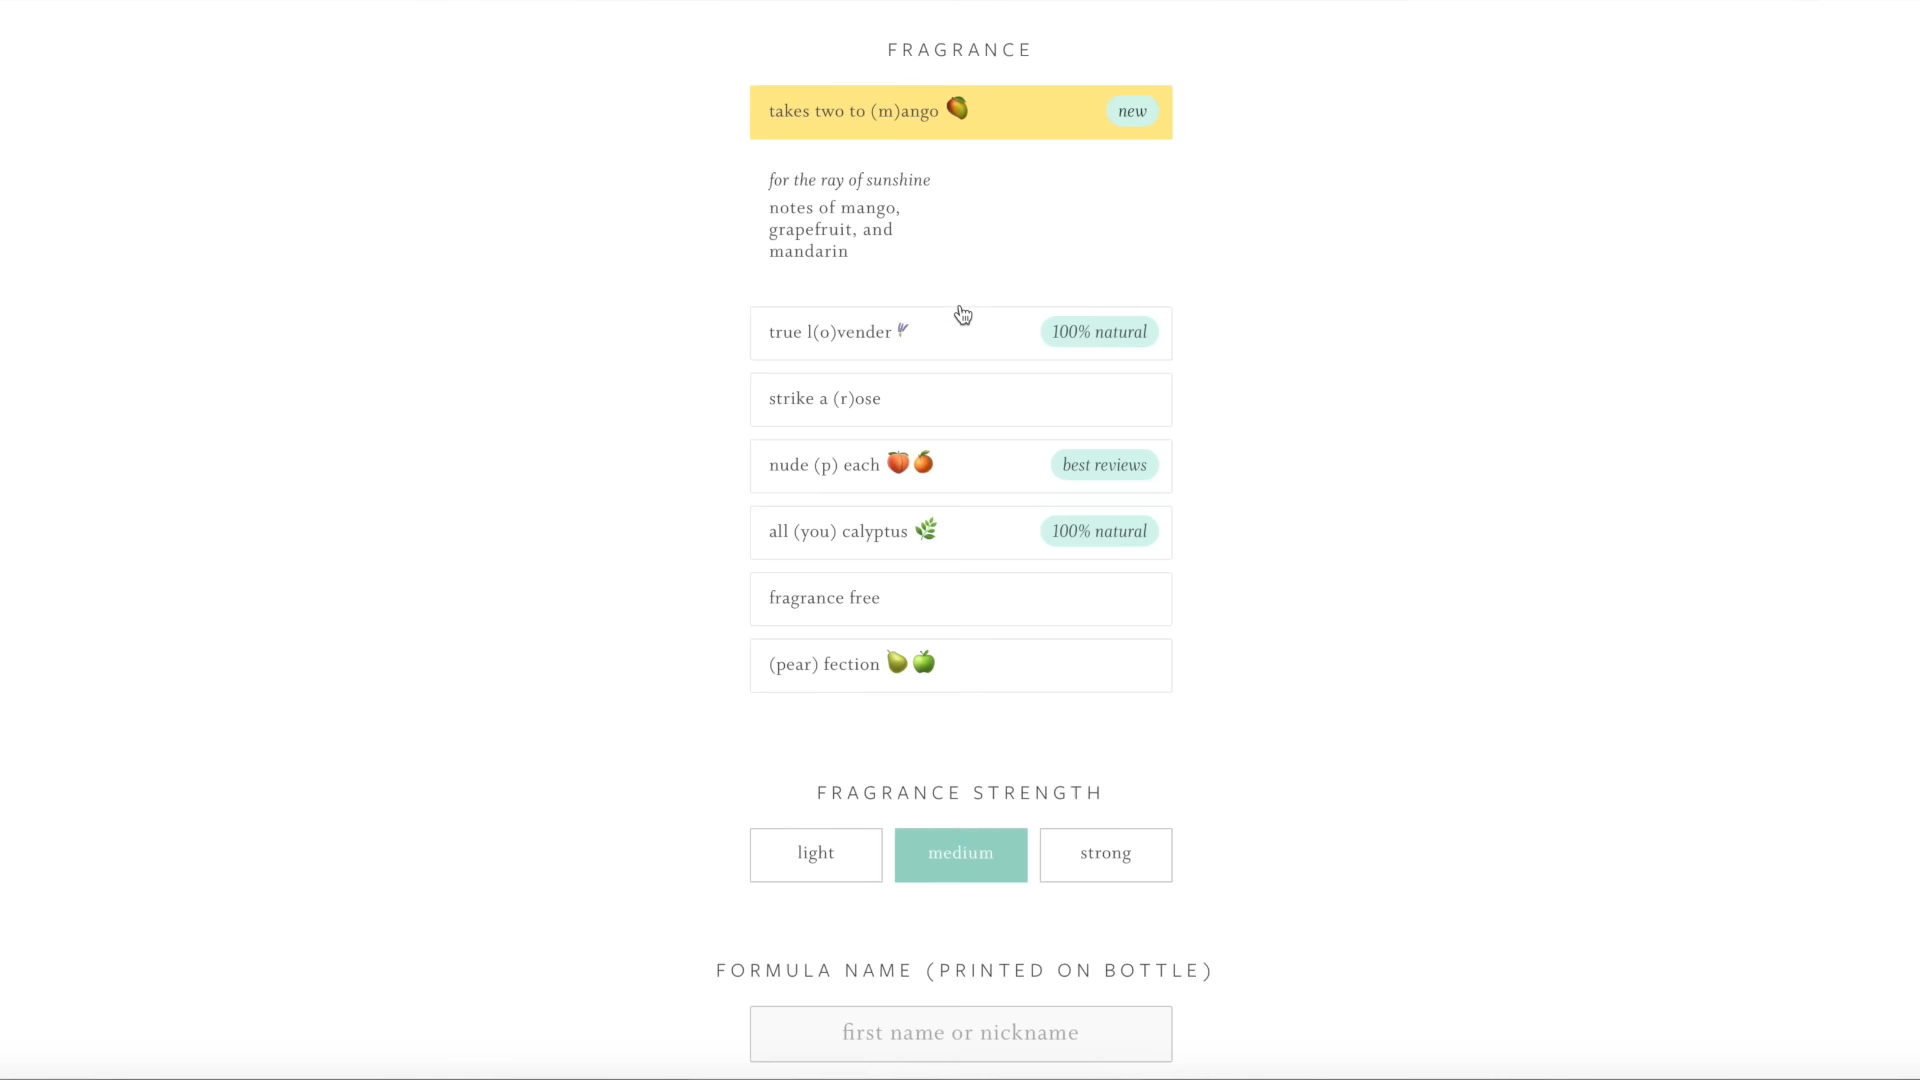 FRAGRANCE
takes two to (m)ango new
for the ray of sunshine
notes of mango,
grapefruit, and
mandarin
true l(o)vender 100% natural
strike a (r)ose
nude (p) each best reviews
all (you) calyptus 100% natural
fragrance free
(pear) fection
FRAGRANCE STRENGTH
light medium strong
FORMULA NAME (PRINTED ON BOTTLE)
first name or nickname